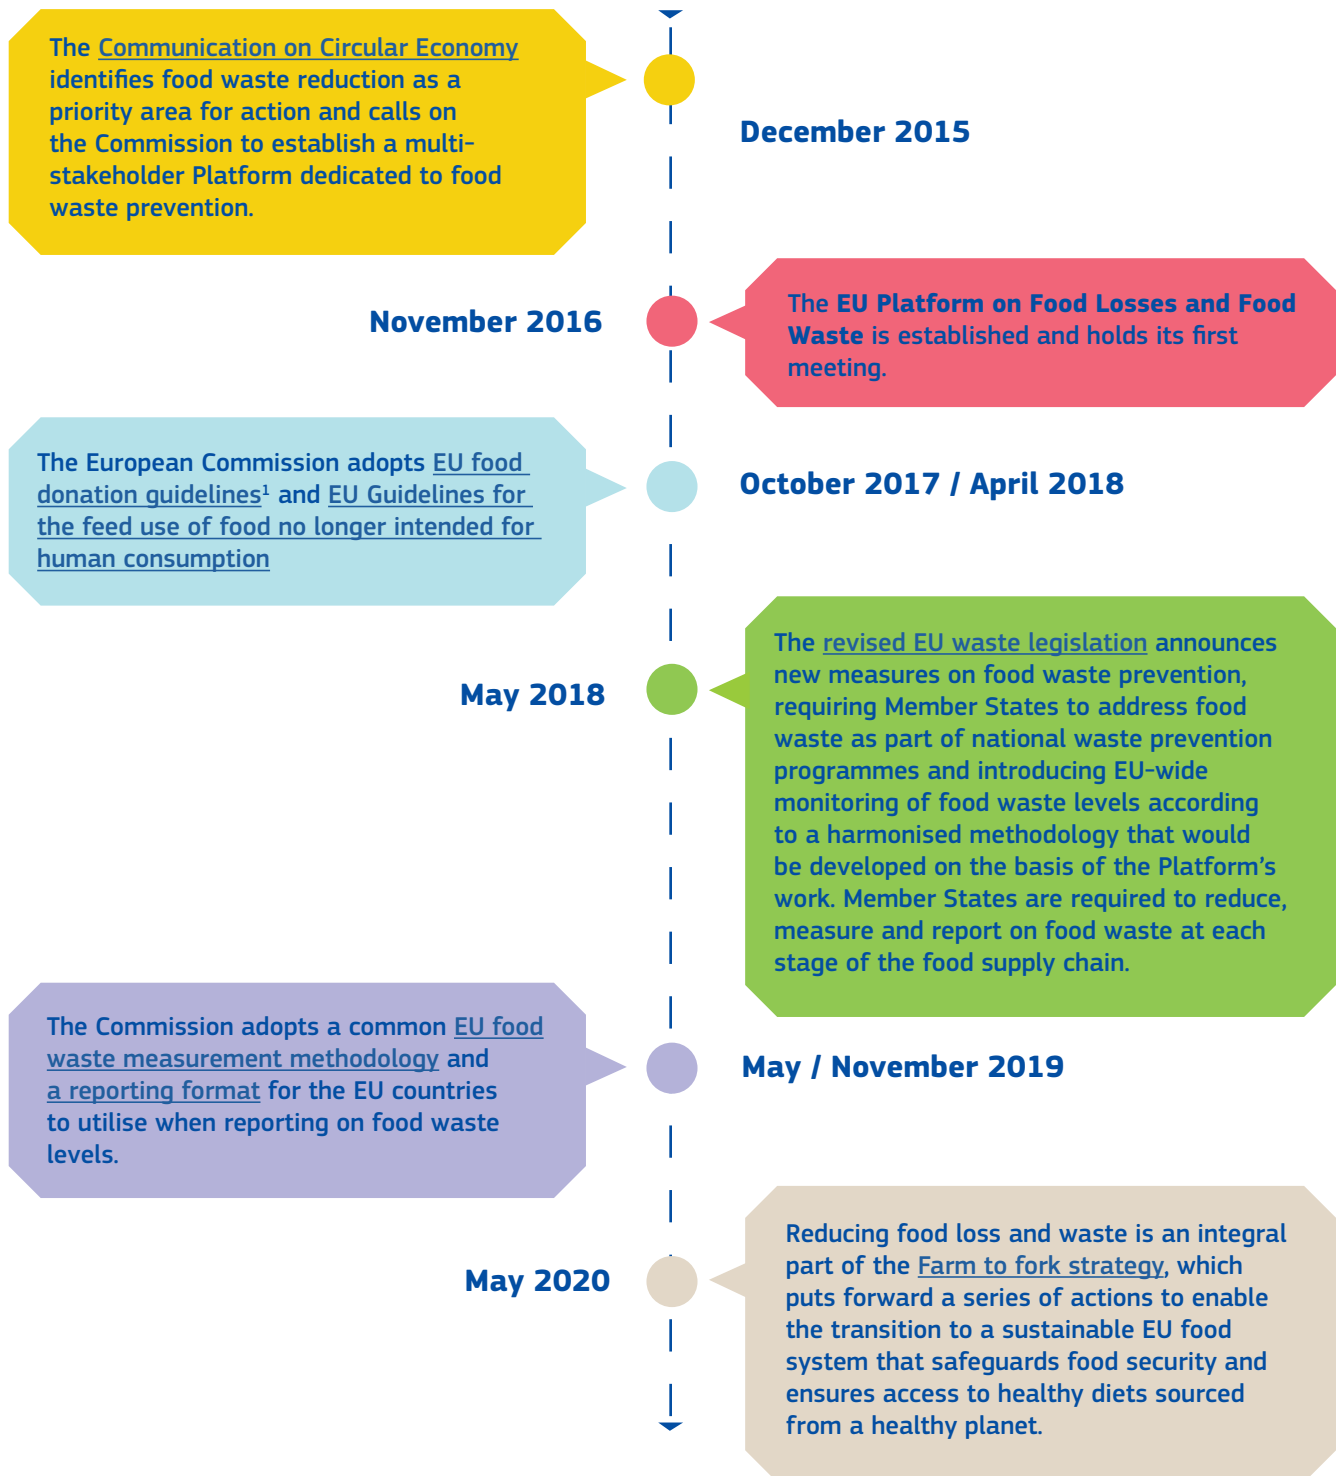 The Communication on Circular Economy
identifies food waste reduction as a
priority area for action and calls on
the Commission to establish a multi-
stakeholder Platform dedicated to food
waste prevention.
December 2015
November 2016
The EU Platform on Food Losses and Food
Waste is established and holds its first
meeting.
The European Commission adopts EU food
donation guidelines¹ and EU Guidelines for
the feed use of food no longer intended for
human consumption
October 2017 / April 2018
May 2018
The revised EU waste legislation announces
new measures on food waste prevention,
requiring Member States to address food
waste as part of national waste prevention
programmes and introducing EU-wide
monitoring of food waste levels according
to a harmonised methodology that would
be developed on the basis of the Platform's
work. Member States are required to reduce,
measure and report on food waste at each
stage of the food supply chain.
The Commission adopts a common EU food
waste measurement methodology and
a reporting format for the EU countries
to utilise when reporting on food waste
levels.
May / November 2019
May 2020
Reducing food loss and waste is an integral
part of the Farm to fork strategy, which
puts forward a series of actions to enable
the transition to a sustainable EU food
system that safeguards food security and
ensures access to healthy diets sourced
from a healthy planet.